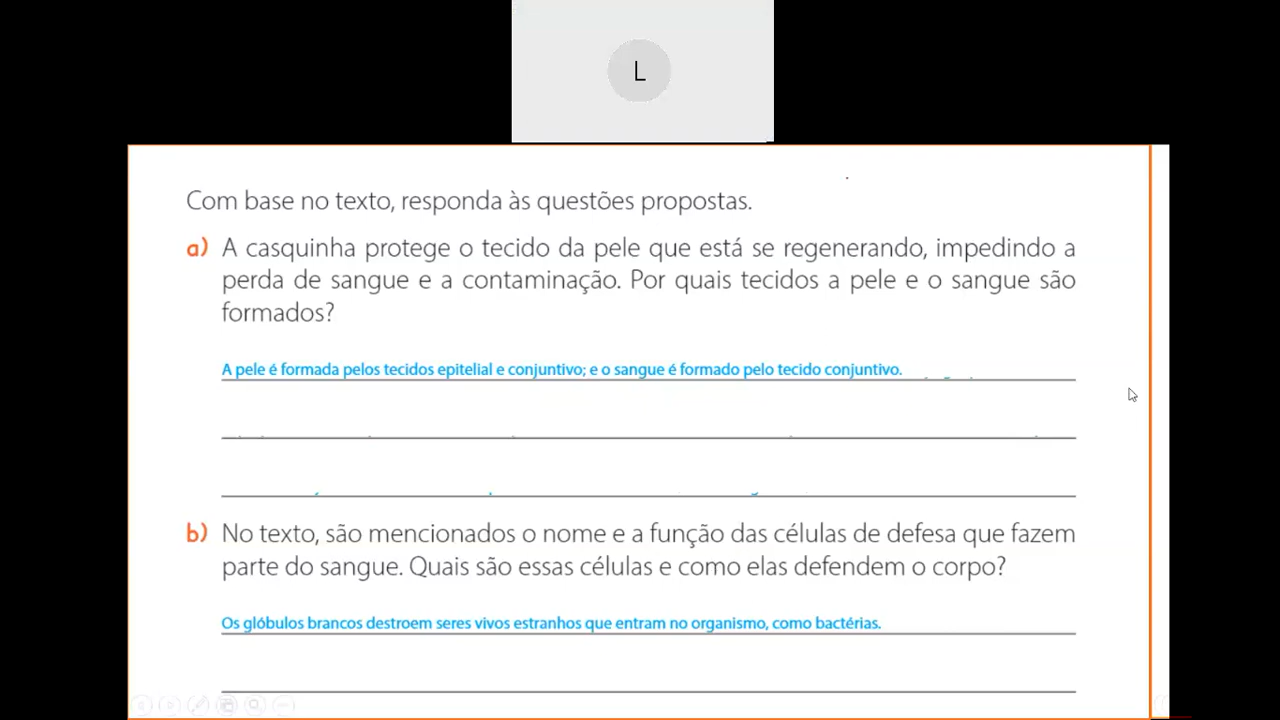 L
Com base no texto, responda às questões propostas.
a) A casquinha protege o tecido da pele que está se regenerando, impedindo a
perda de sangue e a contaminação. Por quais tecidos a pele e o sangue são
formados?
A pele é formada pelos tecidos epitelial e conjuntivo; e o sangue é formado pelo tecido conjuntivo.
b) No texto, são mencionados o nome e a função das células de defesa que fazem
parte do sangue. Quais são essas células e como elas defendem o corpo?
Os glóbulos brancos destroem seres vivos estranhos que entram no organismo, como bactérias.